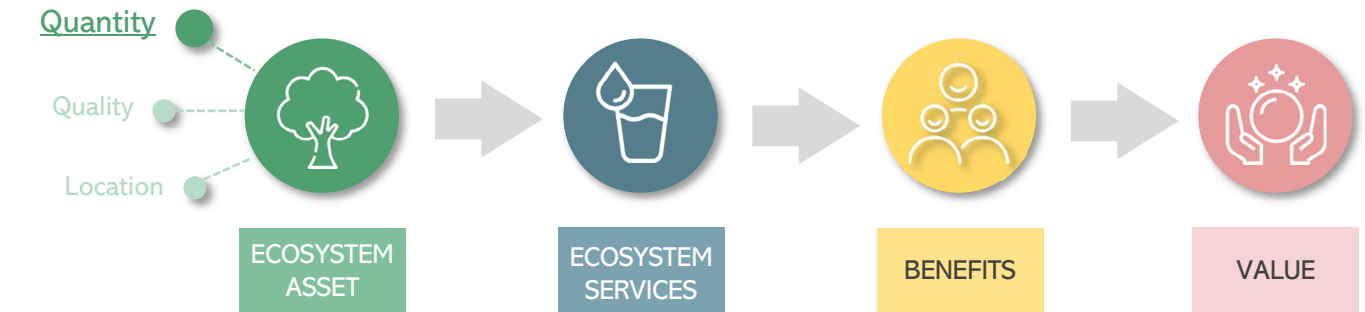 Quantity
Quality
Location
ECOSYSTEM
ASSET
ECOSYSTEM
SERVICES
BENEFITS
VALUE